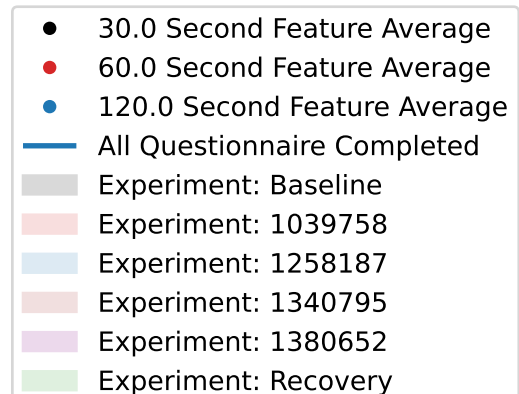 30.0 Second Feature Average
60.0 Second Feature Average
120.0 Second Feature Average
All Questionnaire Completed
Experiment: Baseline
Experiment: 1039758
Experiment: 1258187
Experiment: 1340795
Experiment: 1380652
Experiment: Recovery